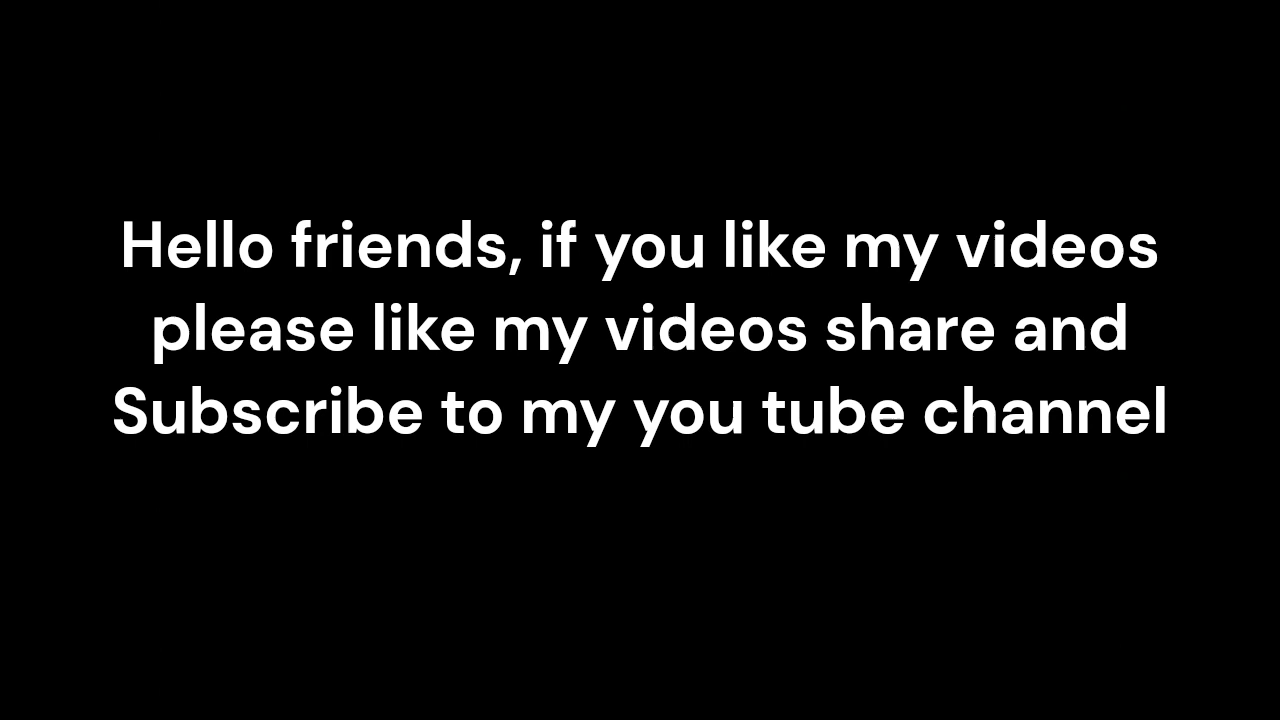 Hello friends, if you like my videos
please like my videos share and
Subscribe to my you tube channel